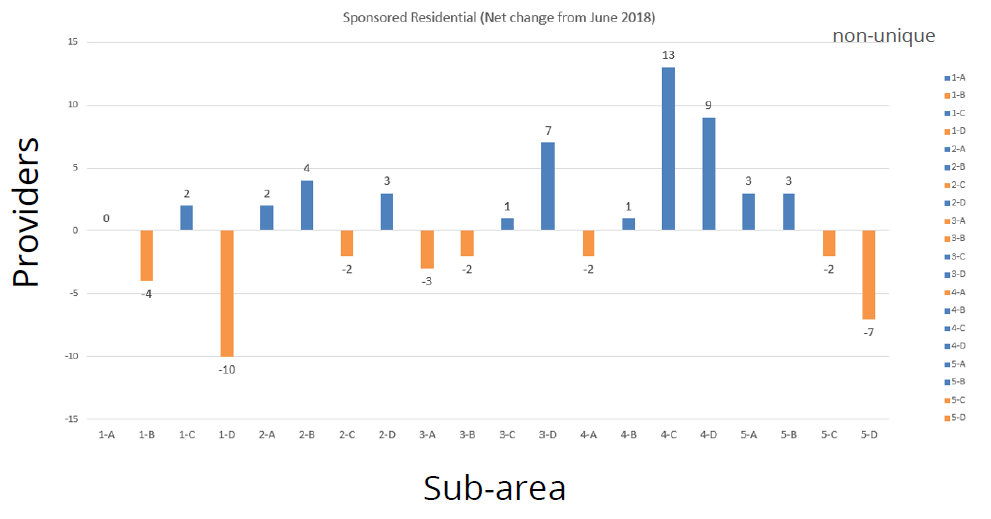 Sponsored Residential (Net change from June 2018)
non-unique
Providers
15
10
5
0
-5
-10
-15
0
-4
2
-10
2
4
-2
3
-3
-2
1
7
-2
1
13
9
3
3
-2
-7
1-A 1-B 1-C 1-D 2-A 2-B 2-C 2-D 3-A 3-B 3-C 3-D 4-A 4-B 4-C 4-D 5-A 5-B 5-C 5-D
Sub-area
1-A
1-B
1-C
1-D
2-A
2-B
2-C
2-D
3-A
3-B
3-C
3-D
4-A
4-B
4-C
4-D
5-A
5-B
5-C
5-D